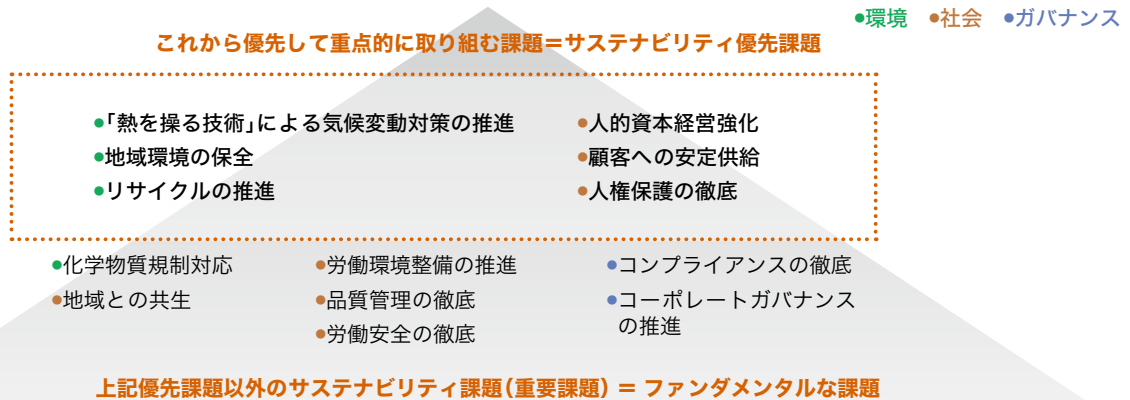 ●環境 ●社会 ●ガバナンス
これから優先して重点的に取り組む課題＝サステナビリティ優先課題
●「熱を操る技術」による気候変動対策の推進
●地域環境の保全
●リサイクルの推進
●人的資本経営強化
●顧客への安定供給
●人権保護の徹底
●化学物質規制対応
●地域との共生
●労働環境整備の推進
●品質管理の徹底
●労働安全の徹底
●コンプライアンスの徹底
●コーポレートガバナンス
の推進
上記優先課題以外のサステナビリティ課題（重要課題）＝ ファンダメンタルな課題